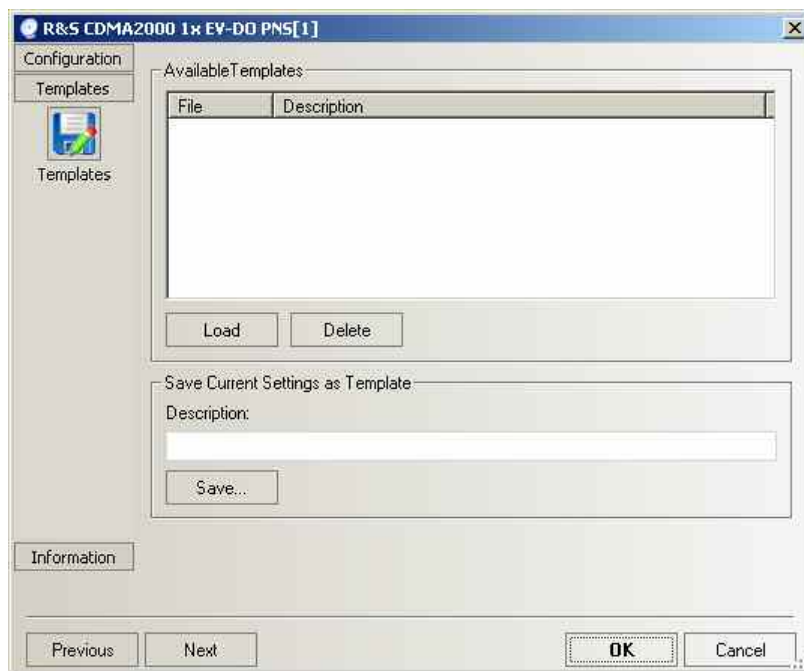 R&S CDMA2000 1x EV-DO PNS[1]
Configuration
Templates
Templates
AvailableTemplates
File Description
Load Delete
Save Current Settings as Template
Description:
Save...
Information
Previous Next OK Cancel